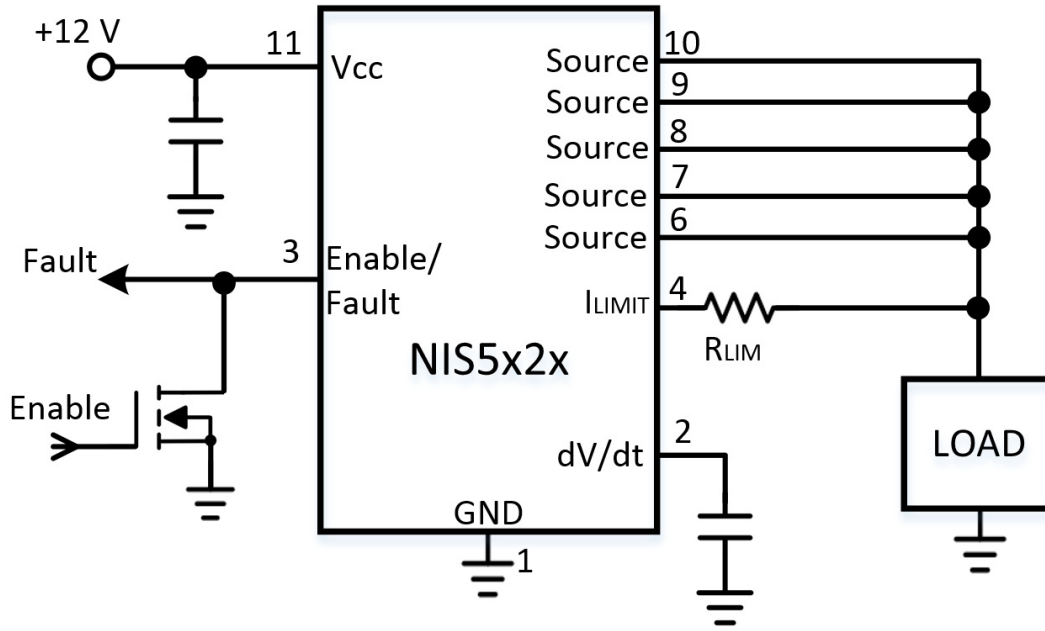 +12 V
11
Vcc
Source
10
Source
9
Source
8
Source
7
Source
6
Fault
3
Enable/
Fault
ILIMIT
4
RLIM
NIS5x2x
Enable
dV/dt
2
LOAD
GND
1